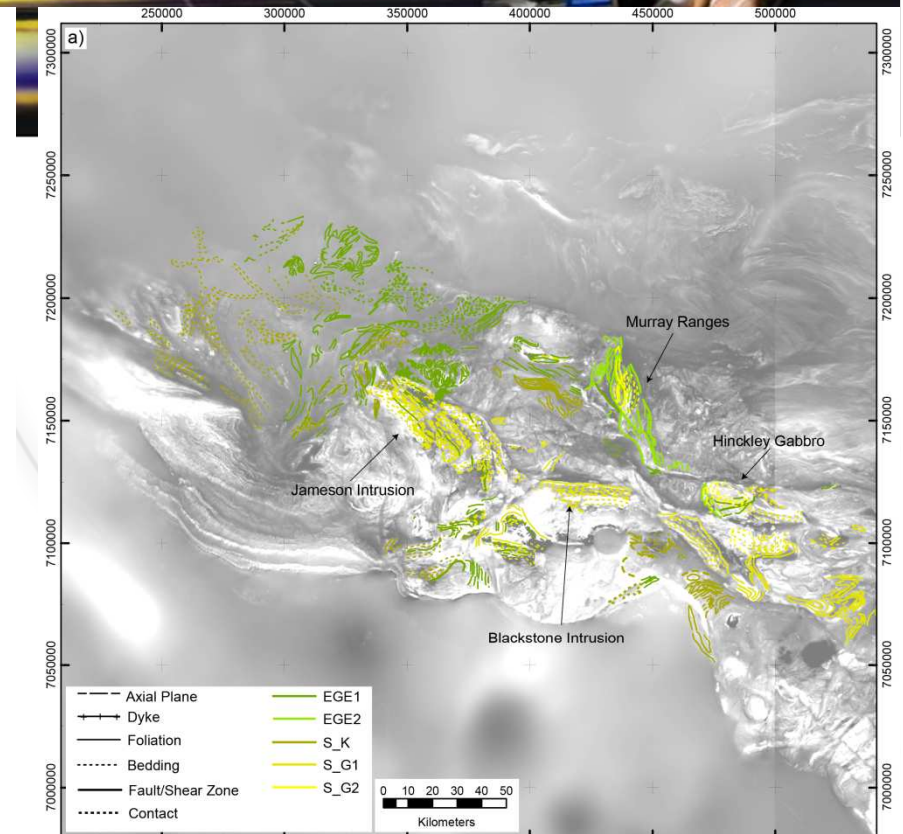 250000 300000 350000 400000 450000 500000
a)
7300000 7300000
7250000 7250000
7200000 7200000
Murray Ranges
7150000 7150000
Hinckley Gabbro
Jameson Intrusion
7100000 7100000
Blackstone Intrusion
7050000 7050000
Axial Plane EGE1
Dyke EGE2
Foliation S_K
Bedding S_G1
Fault/Shear Zone S_G2
Contact
0 10 20 30 40 50
Kilometers
7000000 7000000